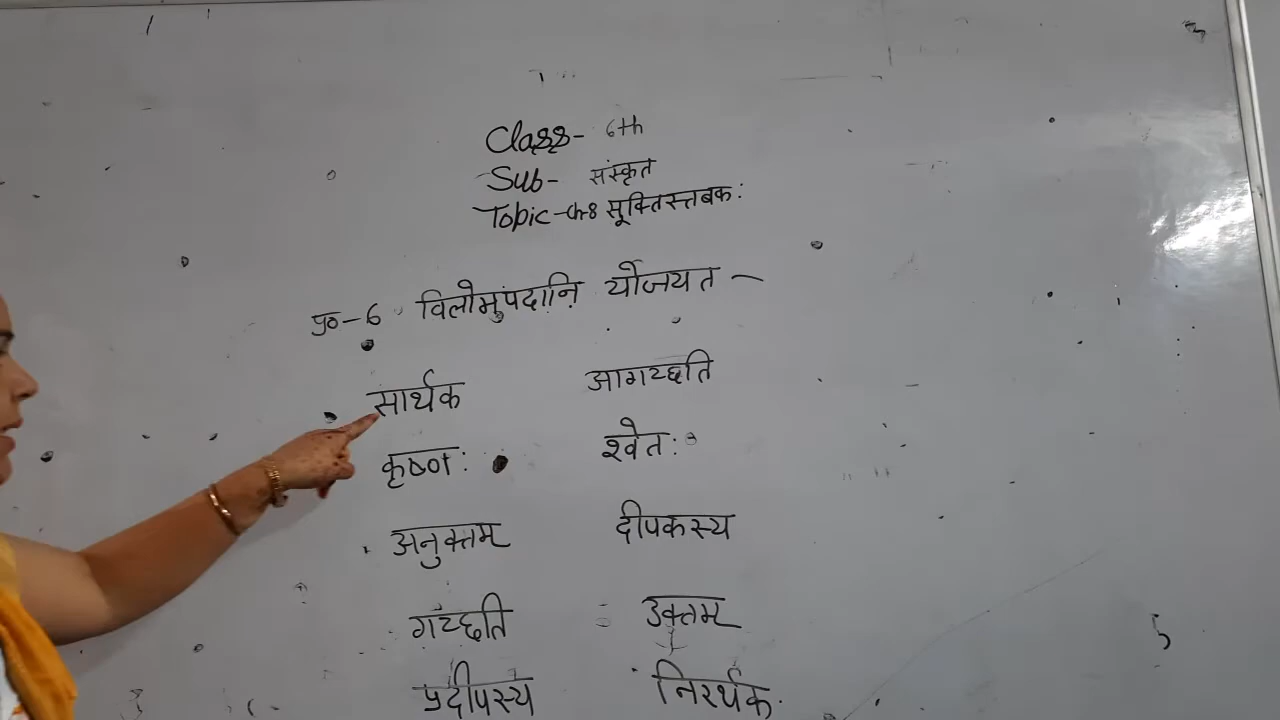 Class- 6th
Sub- संस्कृत
Topic-Ch-8 सूक्तिस्तबक:
प्र०-6 विलोमपदानि योजयत -
सार्थक आगच्छति
कृष्ण: श्वेत:
अनुक्तम् दीपकस्य
गच्छति = उक्तम्
प्रदीपस्य निरर्थक